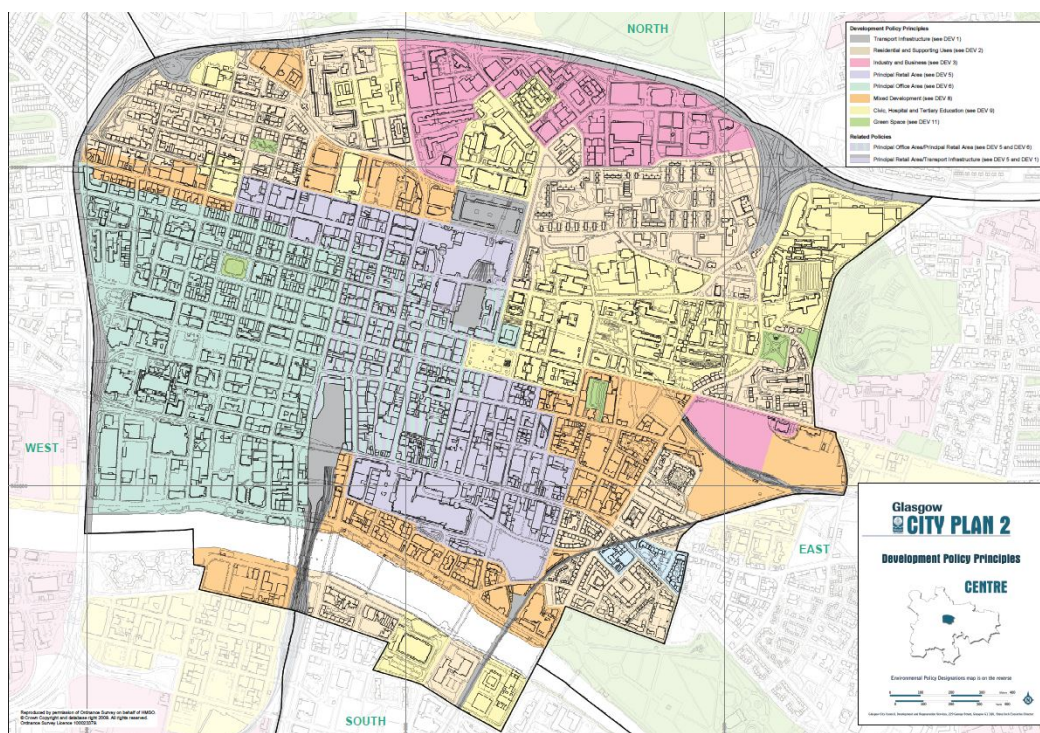 NORTH
Development Policy Principles
Transport Infrastructure (see DEV 1)
Residential and Supporting Uses (see DEV 2)
Industry and Business (see DEV 3)
Principal Retail Area (see DEV 5)
Principal Office Area (see DEV 6)
Mixed Development (see DEV 8)
Civic, Hospital and Tertiary Education (see DEV 9)
Green Space (see DEV 11)
Related Policies
Principal Office Area/Principal Retail Area (see DEV 5 and DEV 6)
Principal Retail Area/Transport Infrastructure (see DEV 5 and DEV 1)
WEST
EAST
SOUTH
Glasgow
CITY PLAN 2
Development Policy Principles
CENTRE
Environmental Policy Designations map is on the reverse
Reproduced by permission of Ordnance Survey on behalf of HMSO.
© Crown Copyright and database right 2009. All rights reserved.
Ordnance Survey Licence 100023379.